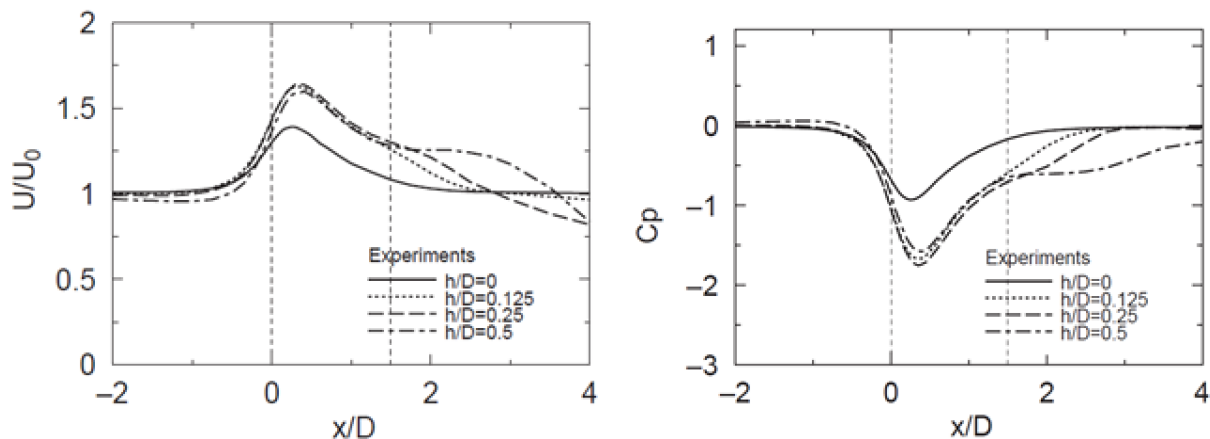 2
1.5
1
0.5
0
U/U0
Experiments
h/D=0
h/D=0.125
h/D=0.25
h/D=0.5
−2
0
2
4
x/D
1
0
−1
−2
−3
Cp
Experiments
h/D=0
h/D=0.125
h/D=0.25
h/D=0.5
−2
0
2
4
x/D